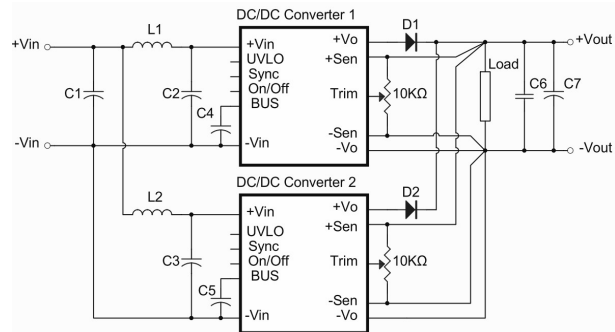 DC/DC Converter 1
D1
L1
+Vin
+Vin
+Vo
+Vout
UVLO
+Sen
Sync
Load
C1
C2
On/Off
Trim
10KΩ
C6
C7
C4
BUS
-Sen
-Vin
-Vin
-Vo
-Vout
DC/DC Converter 2
D2
L2
+Vin
+Vo
UVLO
+Sen
Sync
C3
On/Off
Trim
10KΩ
C5
BUS
-Sen
-Vin
-Vo